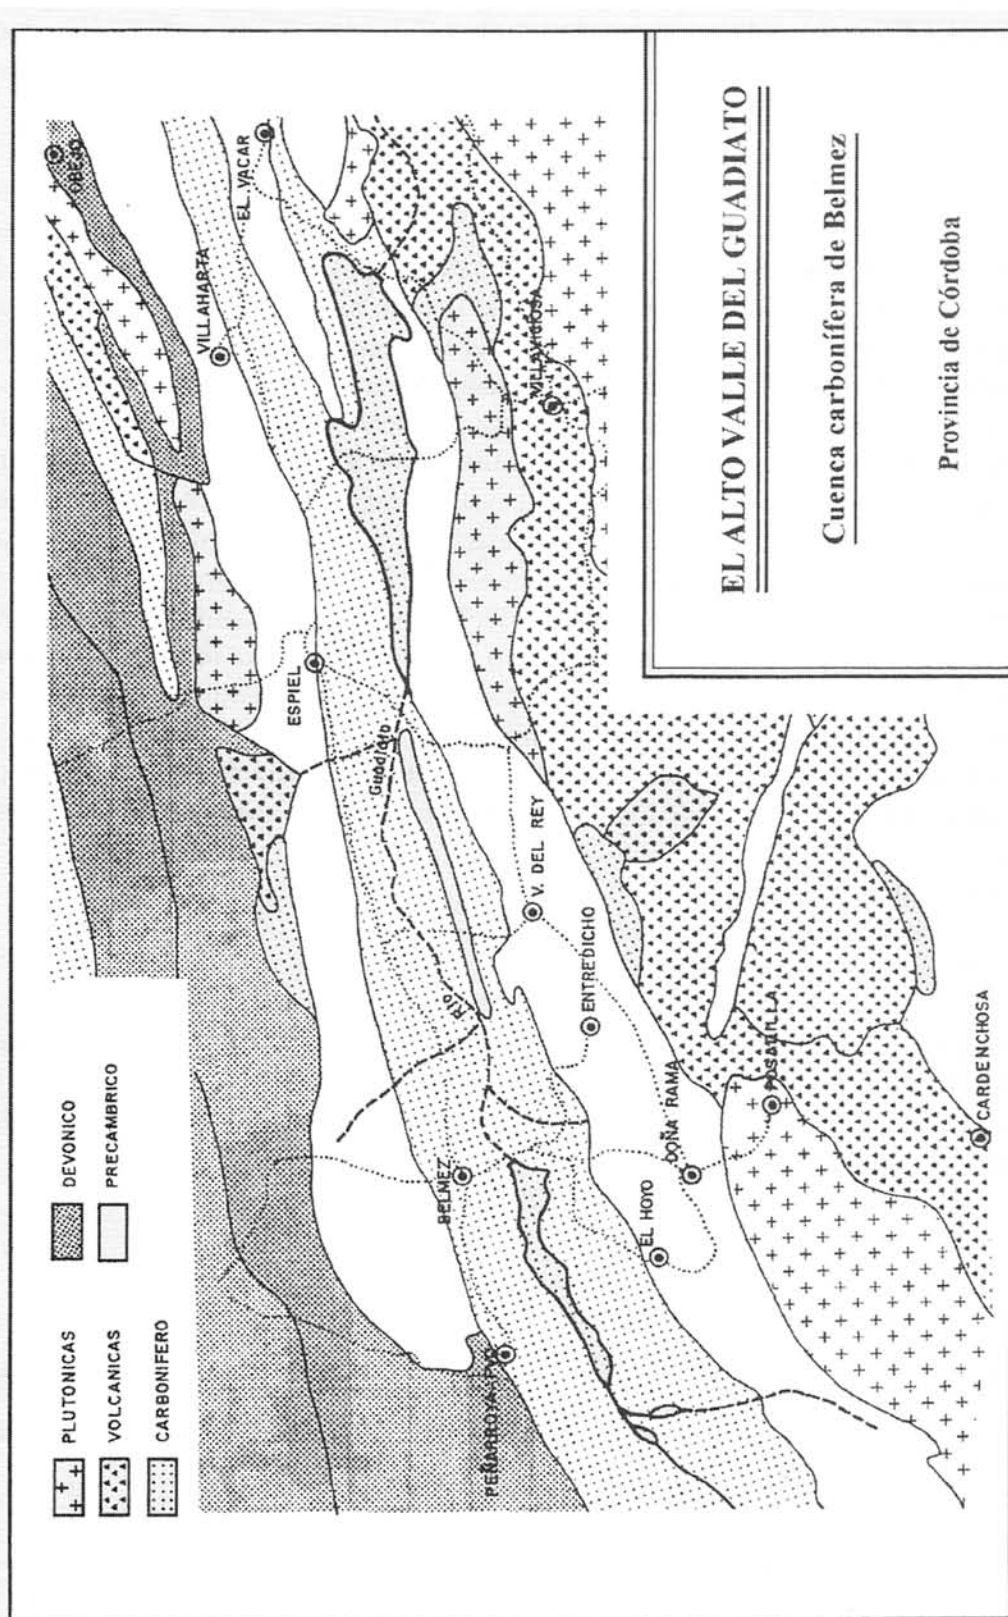 EL ALTO VALLE DEL GUADIATO
Cuenca carbonífera de Belmez
Provincia de Córdoba
PLUTONICAS
VOLCANICAS
CARBONIFERO
DEVONICO
PRECAMBRICO
OBEJO
EL VACAR
VILLAHARTA
ESPIEL
VILLAVICIOSA
Río
Guadiato
V. DEL REY
ENTREDICHO
BELMEZ
DOÑA RAMA
POSADILLA
EL HOYO
CARDENCHOSA
PEÑARROYA-PVO